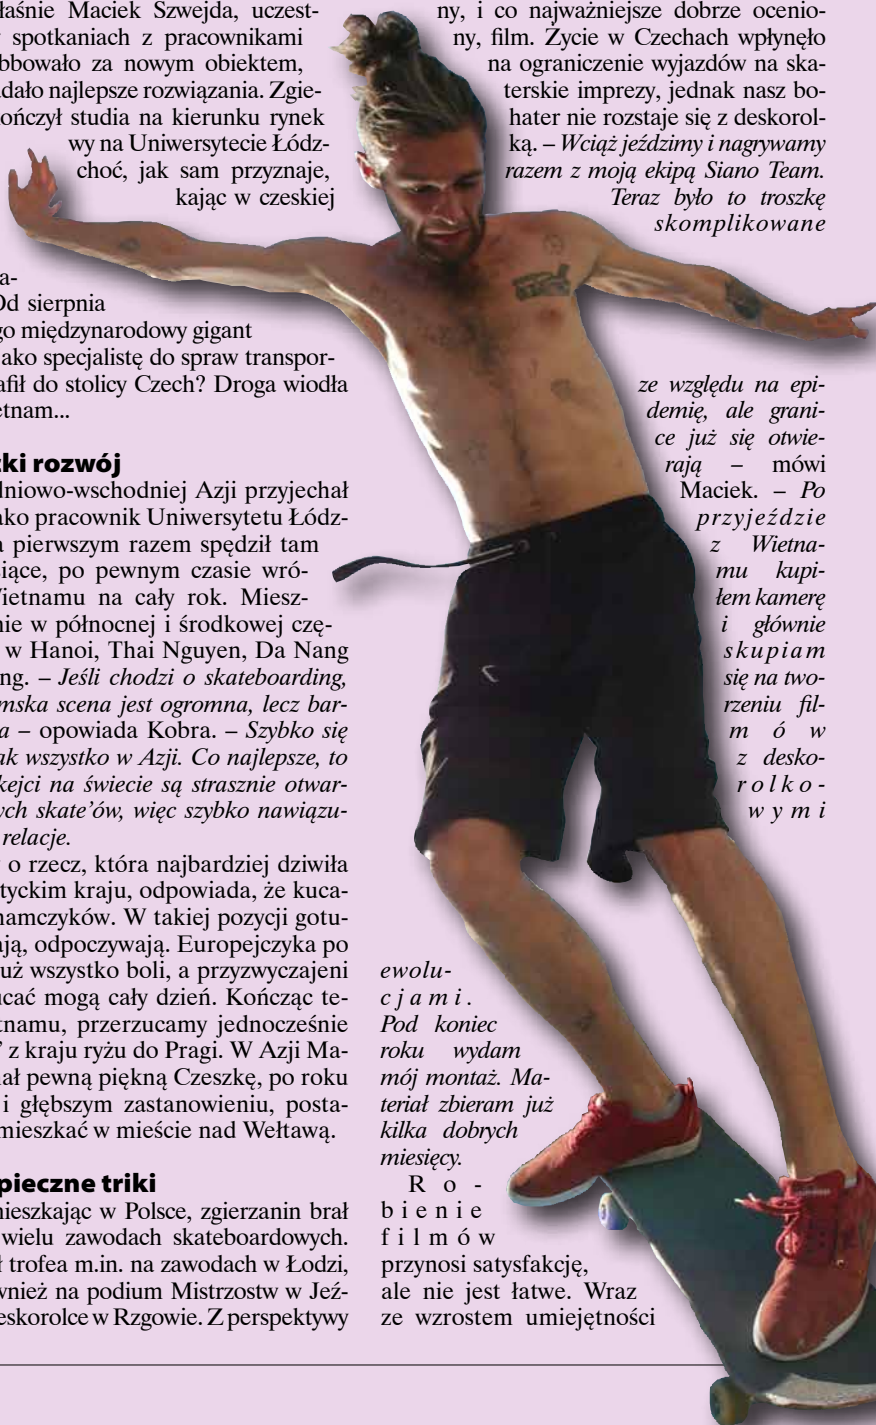 łaśnie Maciek Szwejda, uczest-
spotkaniach z pracownikami
bbowało za nowym obiektem,
dało najlepsze rozwiązania. Zgie-
ończył studia na kierunku rynek
wy na Uniwersytecie Łódz-
choć, jak sam przyznaje,
kając w czeskiej
a-
Od sierpnia
go międzynarodowy gigant
ako specjalistę do spraw transpor-
afił do stolicy Czech? Droga wiodła
etnam...
ki rozwój
dniowo-wschodniej Azji przyjechał
ako pracownik Uniwersytetu Łódz-
a pierwszym razem spędził tam
iące, po pewnym czasie wró-
ietnamu na cały rok. Miesz-
nie w północnej i środkowej czę-
w Hanoi, Thai Nguyen, Da Nang
ng. – Jeśli chodzi o skateboarding,
mska scena jest ogromna, lecz bar-
a – opowiada Kobra. – Szybko się
ak wszystko w Azji. Co najlepsze, to
kejci na świecie są strasznie otwar-
ych skate’ów, więc szybko nawiązu-
relacje.
o rzecz, która najbardziej dziwiła
tyckim kraju, odpowiada, że kuca-
namczyków. W takiej pozycji gotu-
ają, odpoczywają. Europejczyka po
uż wszystko boli, a przyzwyczajeni
ucać mogą cały dzień. Kończąc te-
tnamu, przerzucamy jednocześnie
” z kraju ryżu do Pragi. W Azji Ma-
ał pewną piękną Czeszkę, po roku
i głębszym zastanowieniu, posta-
mieszkać w mieście nad Wełtawą.
pieczne triki
mieszkając w Polsce, zgierzanin brał
wielu zawodach skateboardowych.
ł trofea m.in. na zawodach w Łodzi,
wnież na podium Mistrzostw w Jeź-
eskorolce w Rzgowie. Z perspektywy
ny, i co najważniejsze dobrze ocenio-
ny, film. Życie w Czechach wpłynęło
na ograniczenie wyjazdów na ska-
terskie imprezy, jednak nasz bo-
hater nie rozstaje się z deskorol-
ką. – Wciąż jeździmy i nagrywamy
razem z moją ekipą Siano Team.
Teraz było to troszkę
skomplikowane
ze względu na epi-
demię, ale grani-
ce już się otwie-
rają – mówi
Maciek. – Po
przyjeździe
z Wietna-
mu kupi-
łem kamerę
i głównie
skupiam
się na two-
rzeniu fil-
m ó w
z desko-
rolko-
wymi
ewolu-
cjami.
Pod koniec
roku wydam
mój montaż. Ma-
teriał zbieram już
kilka dobrych
miesięcy.
R o -
bienie
filmów
przynosi satysfakcję,
ale nie jest łatwe. Wraz
ze wzrostem umiejętności